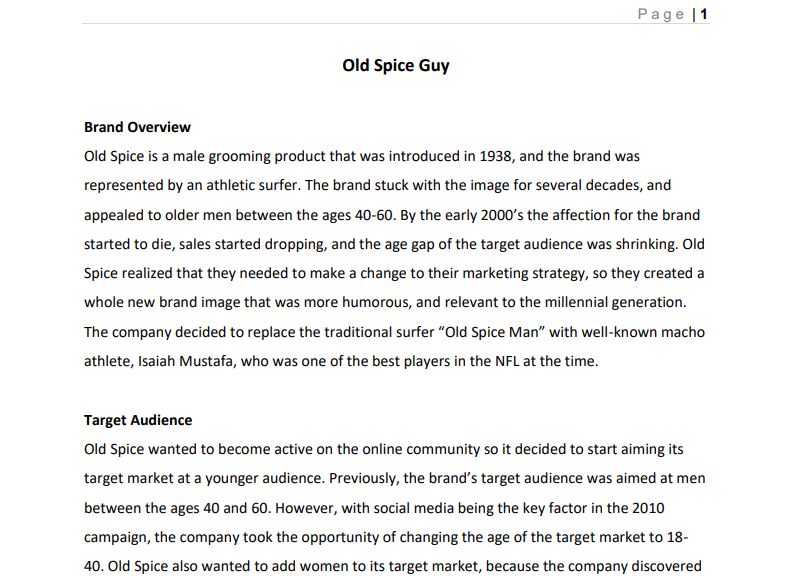 Page | 1
Old Spice Guy
Brand Overview
Old Spice is a male grooming product that was introduced in 1938, and the brand was
represented by an athletic surfer. The brand stuck with the image for several decades, and
appealed to older men between the ages 40-60. By the early 2000’s the affection for the brand
started to die, sales started dropping, and the age gap of the target audience was shrinking. Old
Spice realized that they needed to make a change to their marketing strategy, so they created a
whole new brand image that was more humorous, and relevant to the millennial generation.
The company decided to replace the traditional surfer “Old Spice Man” with well-known macho
athlete, Isaiah Mustafa, who was one of the best players in the NFL at the time.
Target Audience
Old Spice wanted to become active on the online community so it decided to start aiming its
target market at a younger audience. Previously, the brand’s target audience was aimed at men
between the ages 40 and 60. However, with social media being the key factor in the 2010
campaign, the company took the opportunity of changing the age of the target market to 18-
40. Old Spice also wanted to add women to its target market, because the company discovered